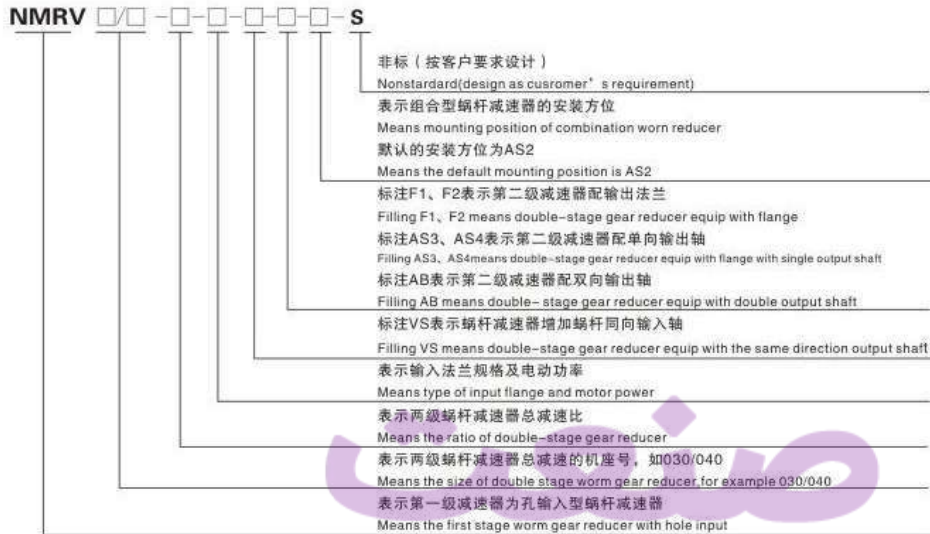 NMRV □/□ -□-□-□-□-□- S
非标（按客户要求设计）
Nonstardard(design as cusromer' s requirement)
表示组合型蜗杆减速器的安装方位
Means mounting position of combination worn reducer
默认的安装方位为AS2
Means the default mounting position is AS2
标注F1、F2表示第二级减速器配输出法兰
Filling F1、F2 means double-stage gear reducer equip with flange
标注AS3、AS4表示第二级减速器配单向输出轴
Filling AS3、AS4means double-stage gear reducer equip with flange with single output shaft
标注AB表示第二级减速器配双向输出轴
Filling AB means double- stage gear reducer equip with double output shaft
标注VS表示蜗杆减速器增加蜗杆同向输入轴
Filling VS means double-stage gear reducer equip with the same direction output shaft
表示输入法兰规格及电动功率
Means type of input flange and motor power
表示两级蜗杆减速器总减速比
Means the ratio of double-stage gear reducer
表示两级蜗杆减速器总减速的机座号，如030/040
Means the size of double stage worm gear reducer,for example 030/040
表示第一级减速器为孔输入型蜗杆减速器
Means the first stage worm gear reducer with hole input
صنعت